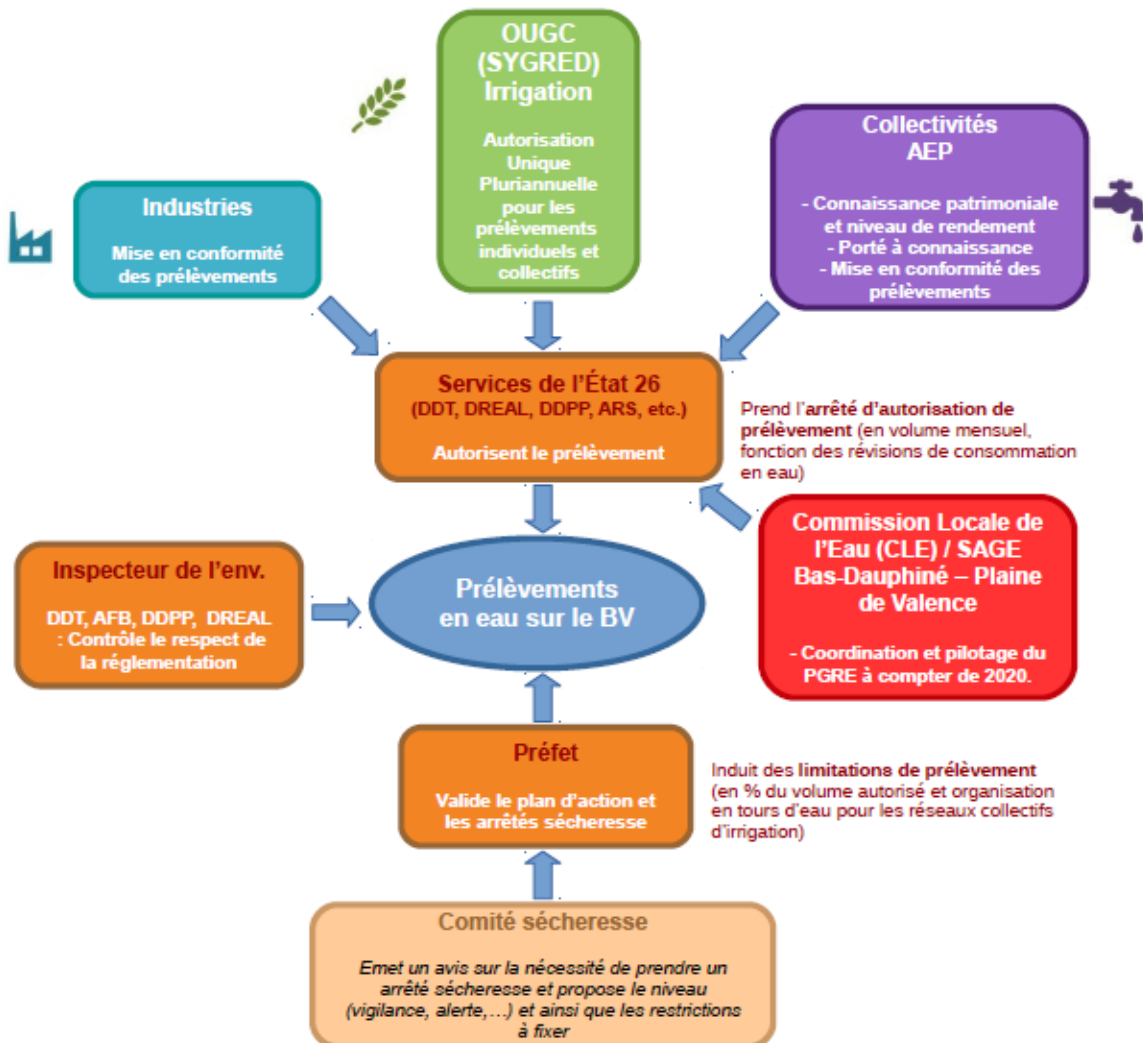 OUGC
(SYGRED)
Irrigation
Autorisation
Unique
Pluriannuelle
pour les
prélèvements
individuels et
collectifs
Collectivités
AEP
- Connaissance patrimoniale
et niveau de rendement
- Porté à connaissance
- Mise en conformité des
prélèvements
Industries
Mise en conformité
des prélèvements
Services de l'État 26
(DDT, DREAL, DDPP, ARS, etc.)
Autorisent le prélèvement
Prend l'arrêté d'autorisation de
prélèvement (en volume mensuel,
fonction des révisions de consommation
en eau)
Commission Locale de
l'Eau (CLE) / SAGE
Bas-Dauphiné – Plaine
de Valence
- Coordination et pilotage du
PGRE à compter de 2020.
Inspecteur de l'env.
DDT, AFB, DDPP, DREAL
: Contrôle le respect de
la réglementation
Prélèvements
en eau sur le BV
Préfet
Valide le plan d'action et
les arrêtés sécheresse
Induit des limitations de prélèvement
(en % du volume autorisé et organisation
en tours d'eau pour les réseaux collectifs
d'irrigation)
Comité sécheresse
Emet un avis sur la nécessité de prendre un
arrêté sécheresse et propose le niveau
(vigilance, alerte,…) et ainsi que les restrictions
à fixer